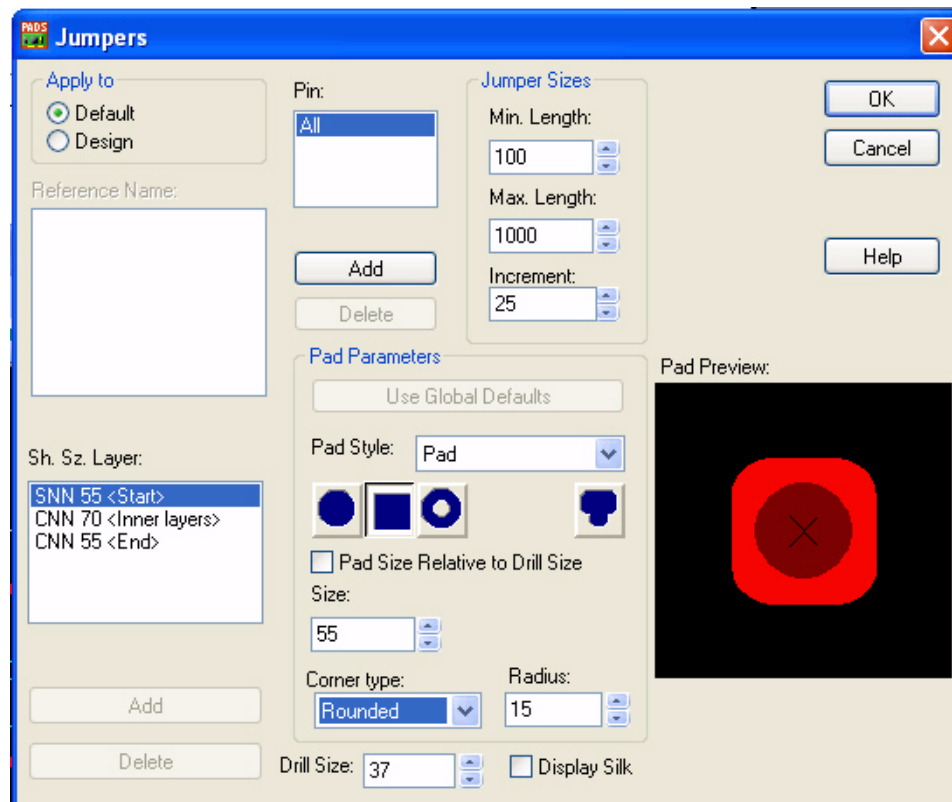 PADS
Jumpers
Apply to
Default
Design
Reference Name:
Pin:
All
Add
Delete
Jumper Sizes
Min. Length:
100
Max. Length:
1000
Increment:
25
OK
Cancel
Help
Sh. Sz. Layer:
SNN 55 <Start>
CNN 70 <Inner layers>
CNN 55 <End>
Add
Delete
Pad Parameters
Use Global Defaults
Pad Style: Pad
Pad Size Relative to Drill Size
Size:
55
Corner type:
Rounded
Radius:
15
Drill Size: 37
Display Silk
Pad Preview: